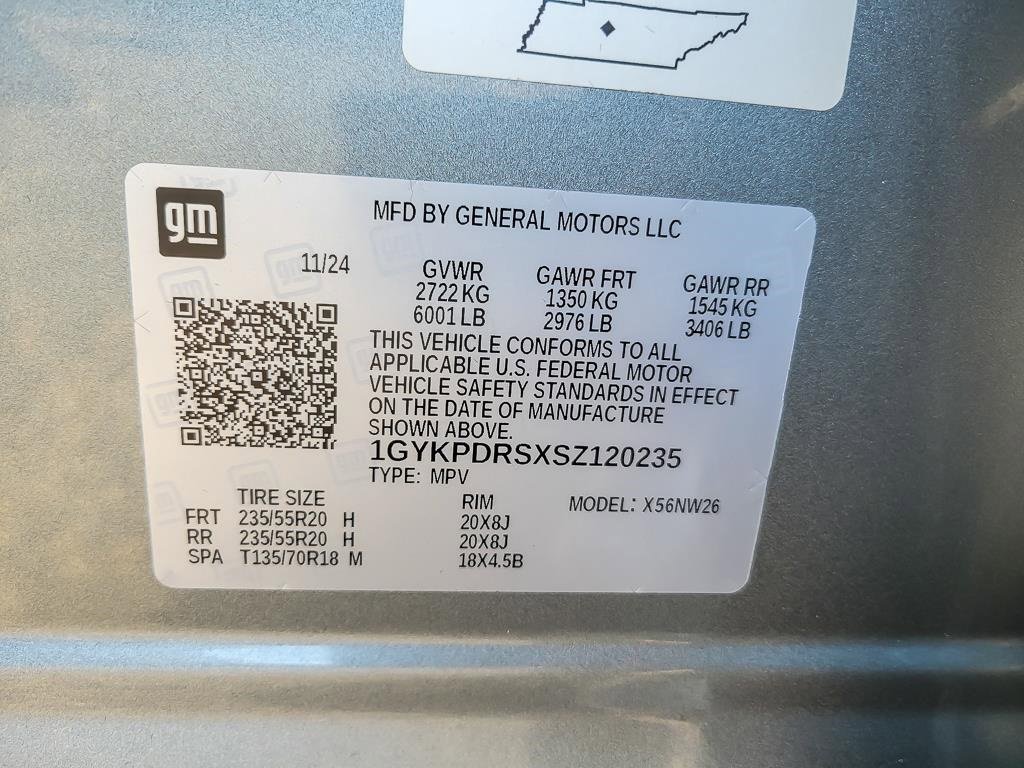 gm
MFD BY GENERAL MOTORS LLC
11/24
GVWR GAWR FRT GAWR RR
2722 KG 1350 KG 1545 KG
6001 LB 2976 LB 3406 LB
THIS VEHICLE CONFORMS TO ALL
APPLICABLE U.S. FEDERAL MOTOR
VEHICLE SAFETY STANDARDS IN EFFECT
ON THE DATE OF MANUFACTURE
SHOWN ABOVE.
1GYKPDRSXSZ120235
TYPE: MPV
TIRE SIZE RIM MODEL: X56NW26
FRT 235/55R20 H 20X8J
RR 235/55R20 H 20X8J
SPA T135/70R18 M 18X4.5B